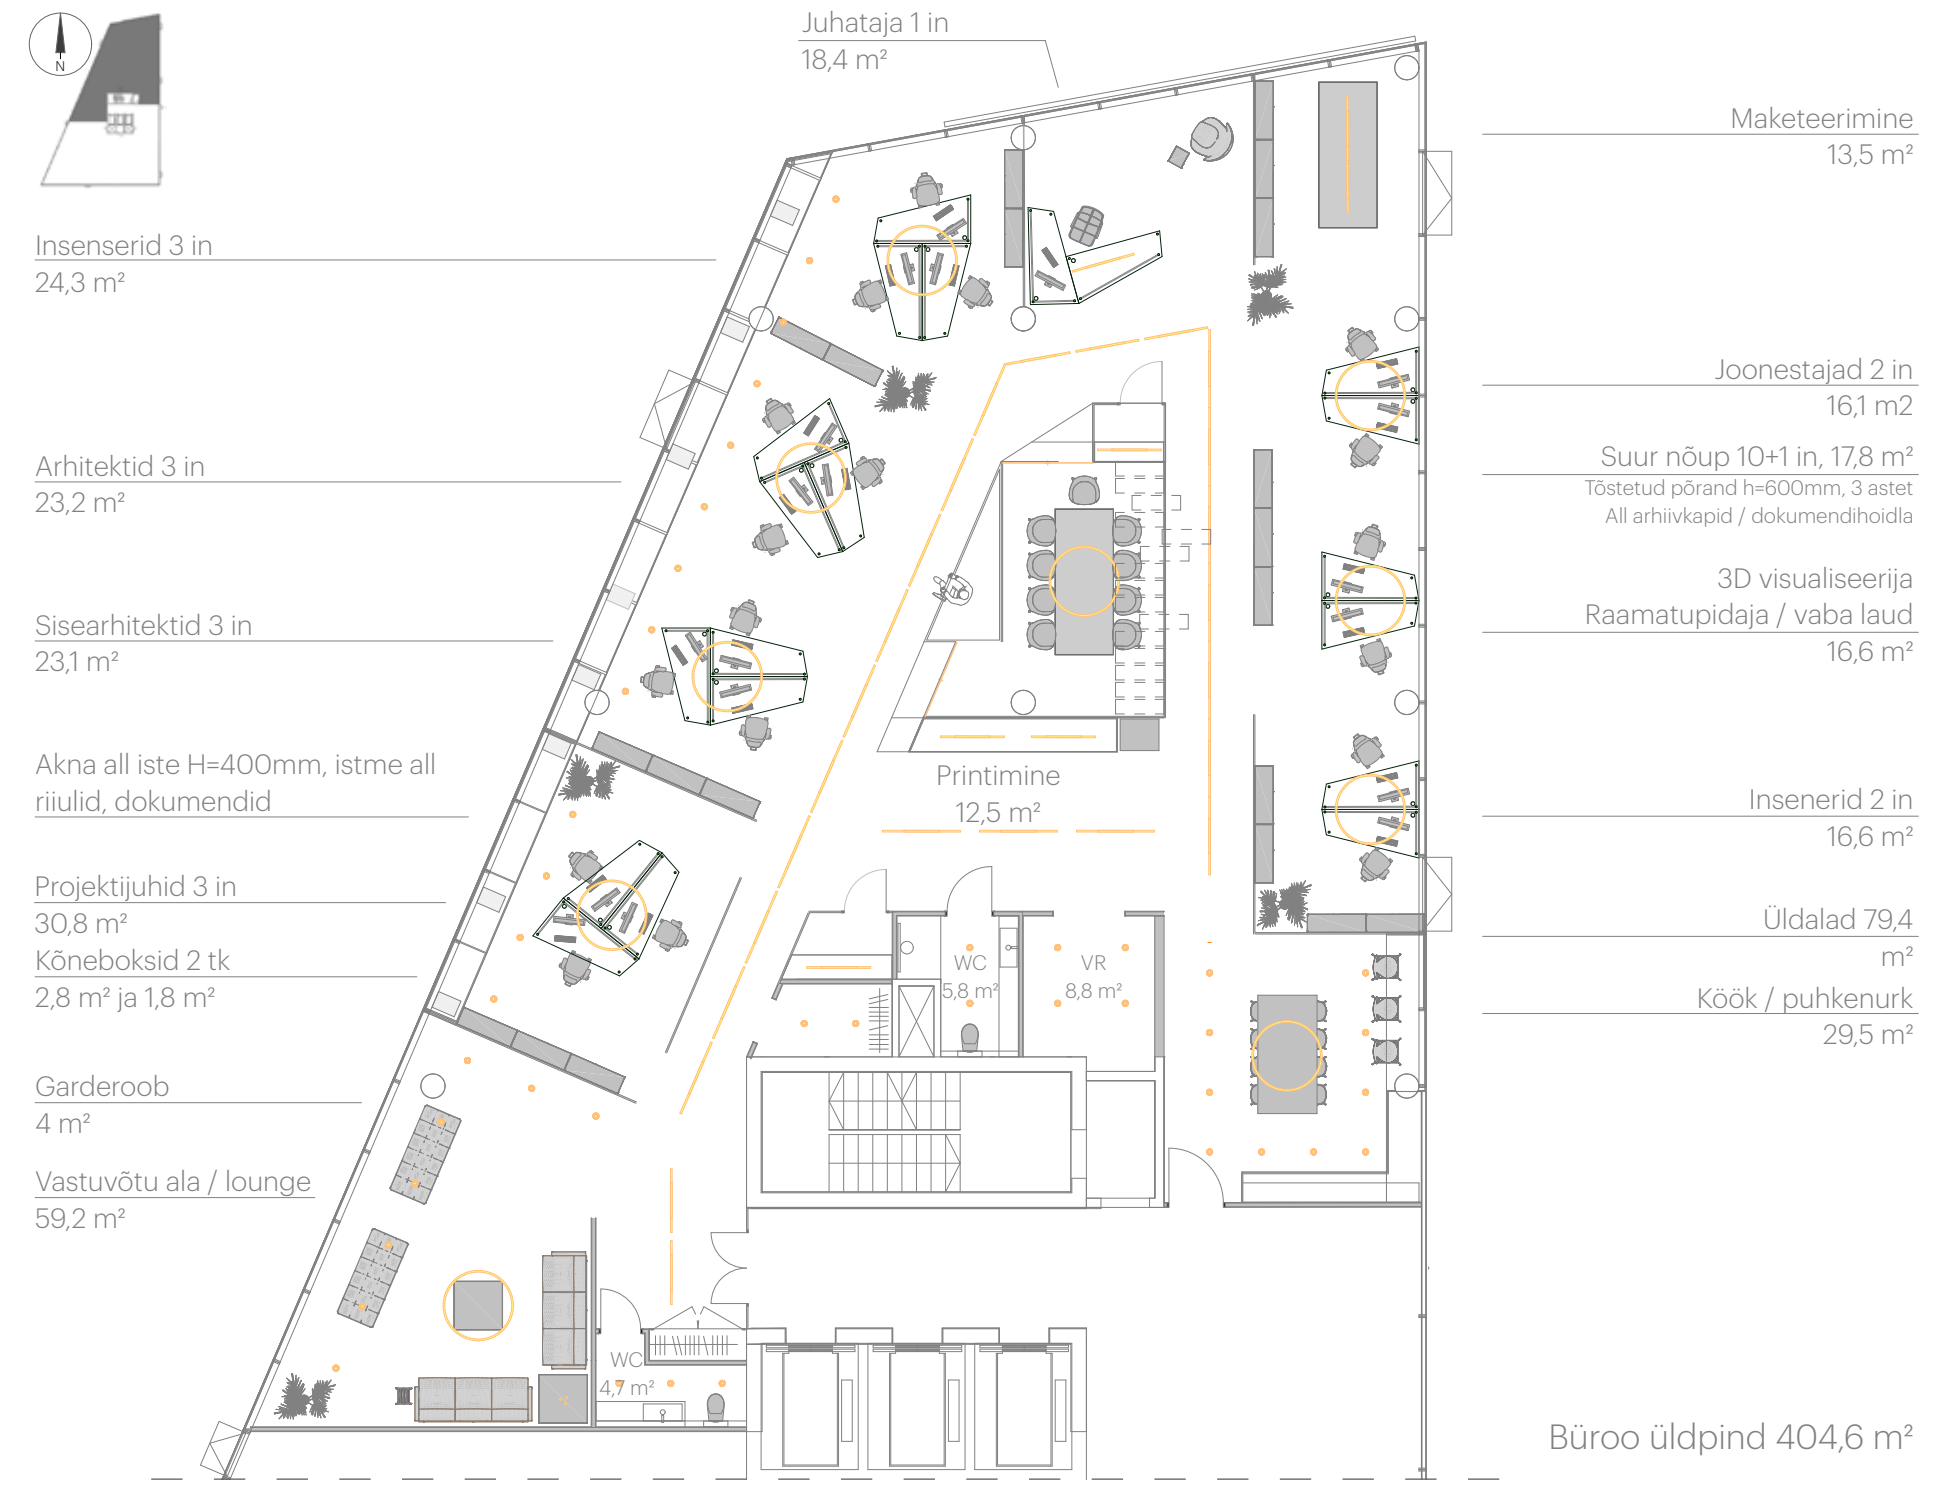 Juhataja 1 in
18,4 m²
N
Insenserid 3 in
24,3 m²
Arhitektid 3 in
23,2 m²
Sisearhitektid 3 in
23,1 m²
Akna all iste H=400mm, istme all
riiulid, dokumendid
Projektijuhid 3 in
30,8 m²
Kõneboksid 2 tk
2,8 m² ja 1,8 m²
Garderoob
4 m²
Vastuvõtu ala / lounge
59,2 m²
Printimine
12,5 m²
WC
5,8 m²
VR
8,8 m²
WC
4,7 m²
Maketeerimine
13,5 m²
Joonestajad 2 in
16,1 m2
Suur nõup 10+1 in, 17,8 m²
Tõstetud põrand h=600mm, 3 astet
All arhiivkapid / dokumendihoidla
3D visualiseerija
Raamatupidaja / vaba laud
16,6 m²
Insenerid 2 in
16,6 m²
Üldalad 79,4
m²
Köök / puhkenurk
29,5 m²
Büroo üldpind 404,6 m²